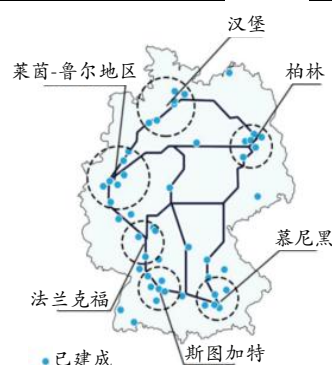 汉堡
莱茵-鲁尔地区
柏林
慕尼黑
法兰克福
斯图加特
已建成